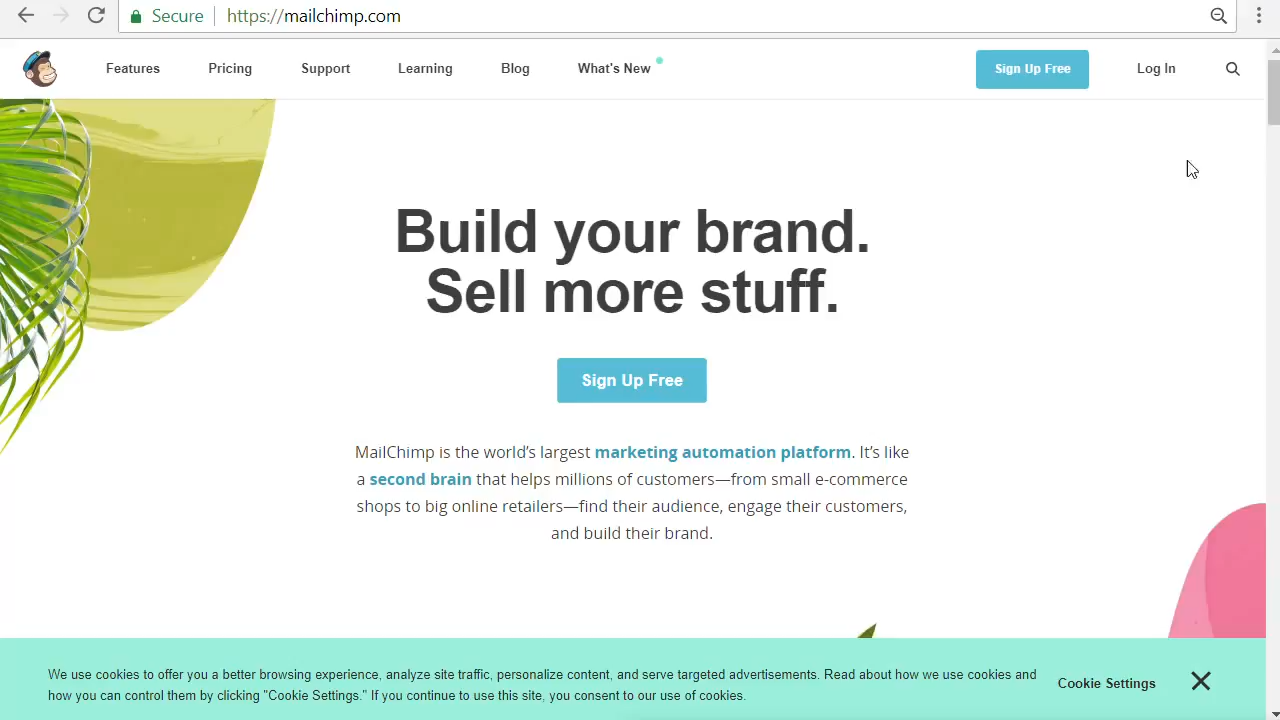 Secure https://mailchimp.com
Features Pricing Support Learning Blog What's New Sign Up Free Log In
Build your brand.
Sell more stuff.
Sign Up Free
MailChimp is the world’s largest marketing automation platform. It’s like
a second brain that helps millions of customers—from small e-commerce
shops to big online retailers—find their audience, engage their customers,
and build their brand.
We use cookies to offer you a better browsing experience, analyze site traffic, personalize content, and serve targeted advertisements. Read about how we use cookies and
how you can control them by clicking "Cookie Settings." If you continue to use this site, you consent to our use of cookies.
Cookie Settings